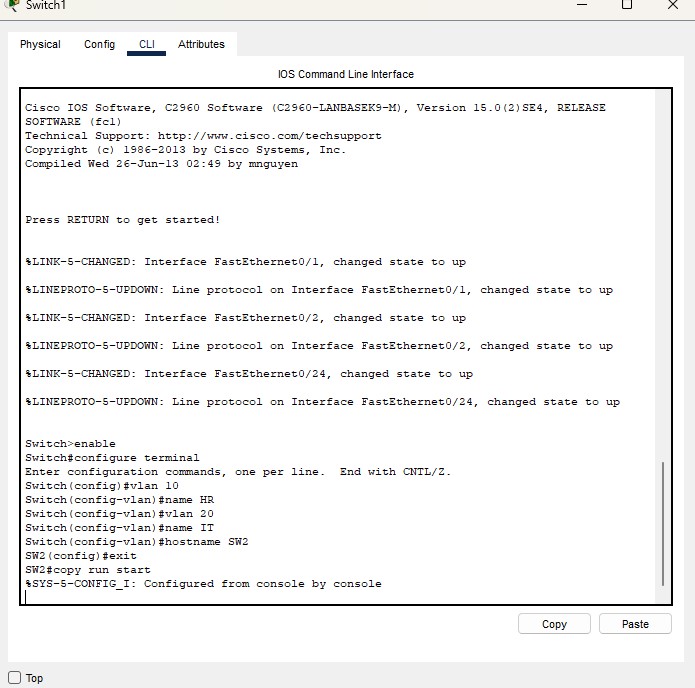 Switch1
Physical Config CLI Attributes
IOS Command Line Interface
Cisco IOS Software, C2960 Software (C2960-LANBASEK9-M), Version 15.0(2)SE4, RELEASE
SOFTWARE (fc1)
Technical Support: http://www.cisco.com/techsupport
Copyright (c) 1986-2013 by Cisco Systems, Inc.
Compiled Wed 26-Jun-13 02:49 by mnguyen
Press RETURN to get started!
%LINK-5-CHANGED: Interface FastEthernet0/1, changed state to up
%LINEPROTO-5-UPDOWN: Line protocol on Interface FastEthernet0/1, changed state to up
%LINK-5-CHANGED: Interface FastEthernet0/2, changed state to up
%LINEPROTO-5-UPDOWN: Line protocol on Interface FastEthernet0/2, changed state to up
%LINK-5-CHANGED: Interface FastEthernet0/24, changed state to up
%LINEPROTO-5-UPDOWN: Line protocol on Interface FastEthernet0/24, changed state to up
Switch>enable
Switch#configure terminal
Enter configuration commands, one per line.  End with CNTL/Z.
Switch(config)#vlan 10
Switch(config-vlan)#name HR
Switch(config-vlan)#vlan 20
Switch(config-vlan)#name IT
Switch(config-vlan)#hostname SW2
SW2(config)#exit
SW2#copy run start
%SYS-5-CONFIG_I: Configured from console by console
Copy Paste
Top